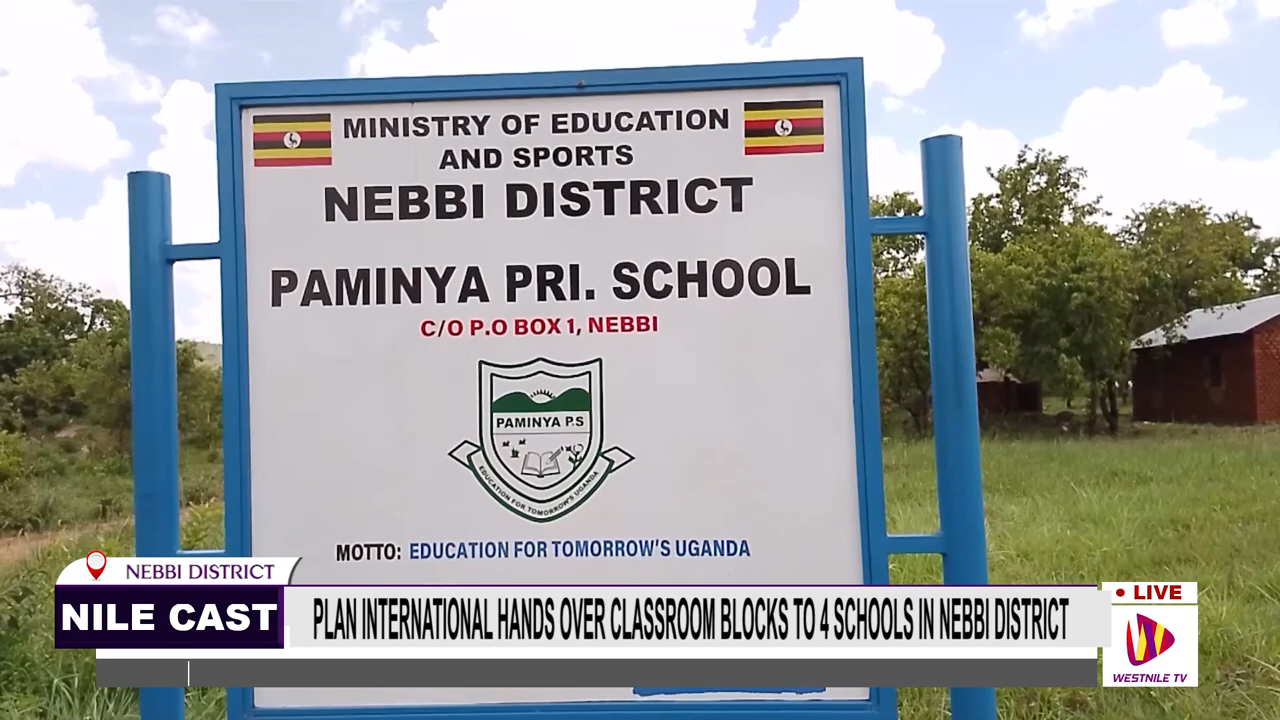 MINISTRY OF EDUCATION
AND SPORTS
NEBBI DISTRICT
PAMINYA PRI. SCHOOL
C/O P.O BOX 1, NEBBI
PAMINYA P.S
EDUCATION FOR TOMORROW'S UGANDA
MOTTO: EDUCATION FOR TOMORROW'S UGANDA
NEBBI DISTRICT
NILE CAST
PLAN INTERNATIONAL HANDS OVER CLASSROOM BLOCKS TO 4 SCHOOLS IN NEBBI DISTRICT
LIVE
WESTNILE TV